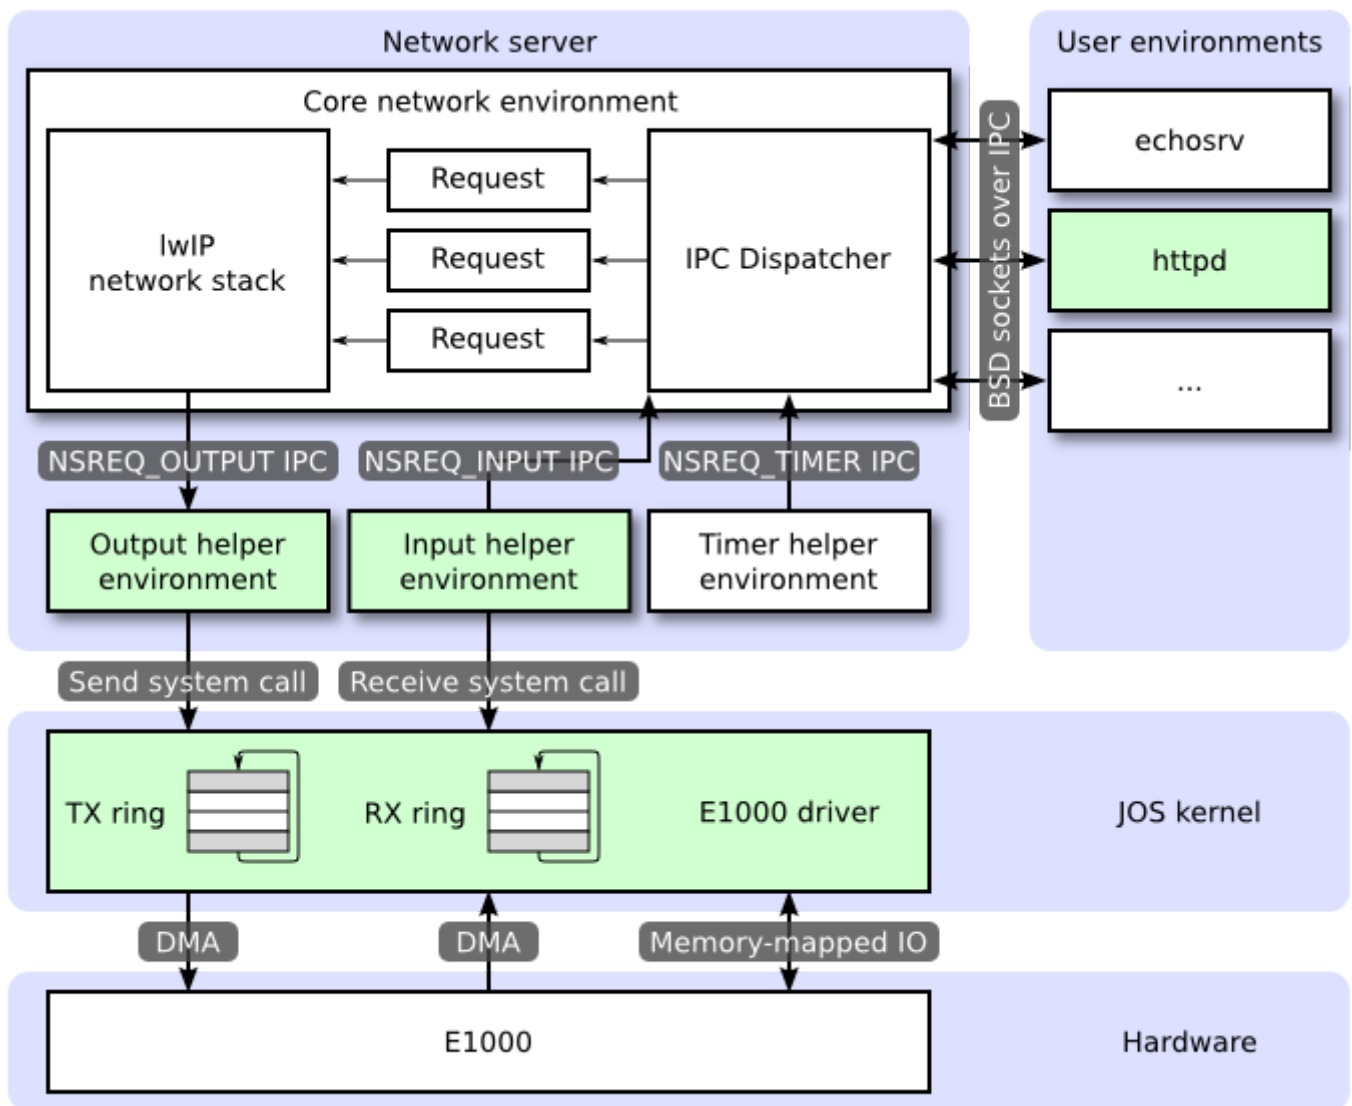 Network server
User environments
Core network environment
lwIP
network stack
Request
Request
Request
IPC Dispatcher
BSD sockets over IPC
echosrv
httpd
...
NSREQ_OUTPUT IPC
NSREQ_INPUT IPC
NSREQ_TIMER IPC
Output helper
environment
Input helper
environment
Timer helper
environment
Send system call
Receive system call
TX ring
RX ring
E1000 driver
JOS kernel
DMA
DMA
Memory-mapped IO
E1000
Hardware